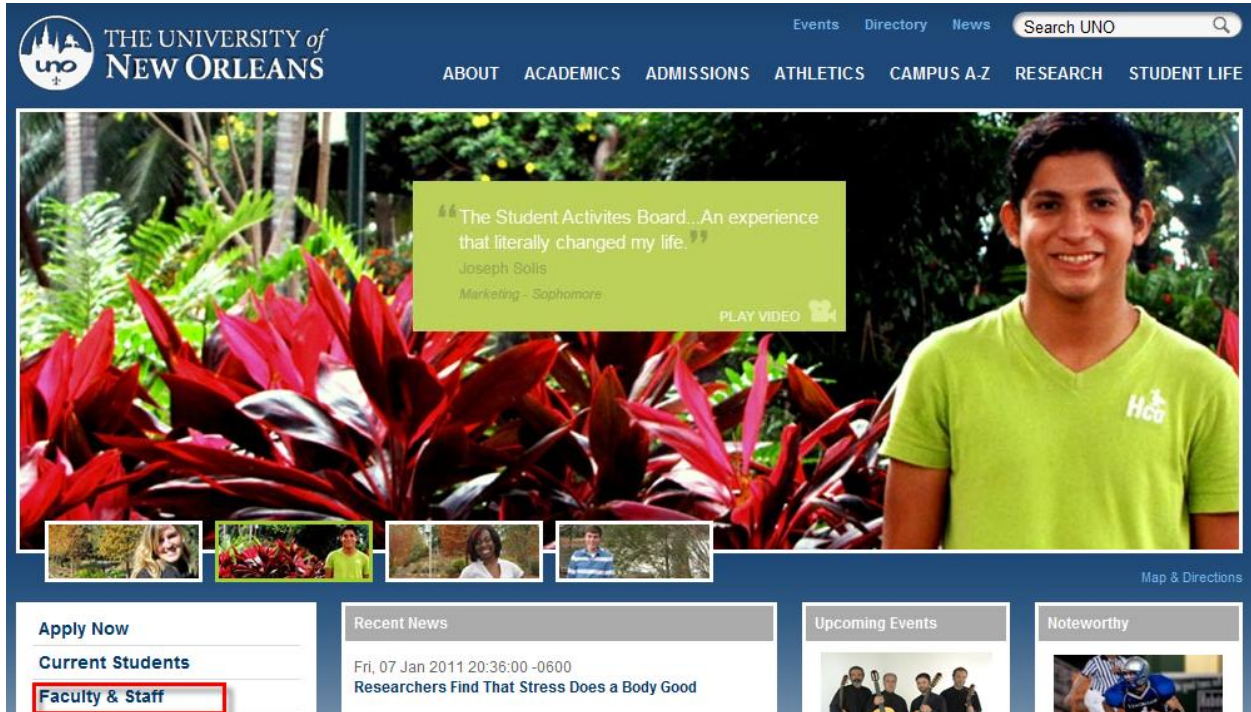 Events Directory News Search UNO
THE UNIVERSITY of
NEW ORLEANS
uno
ABOUT ACADEMICS ADMISSIONS ATHLETICS CAMPUS A-Z RESEARCH STUDENT LIFE
“The Student Activites Board...An experience
that literally changed my life.”
Joseph Solis
Marketing - Sophomore
PLAY VIDEO
Hco
Map & Directions
Apply Now
Current Students
Faculty & Staff
Recent News
Fri, 07 Jan 2011 20:36:00 -0600
Researchers Find That Stress Does a Body Good
Upcoming Events
Noteworthy